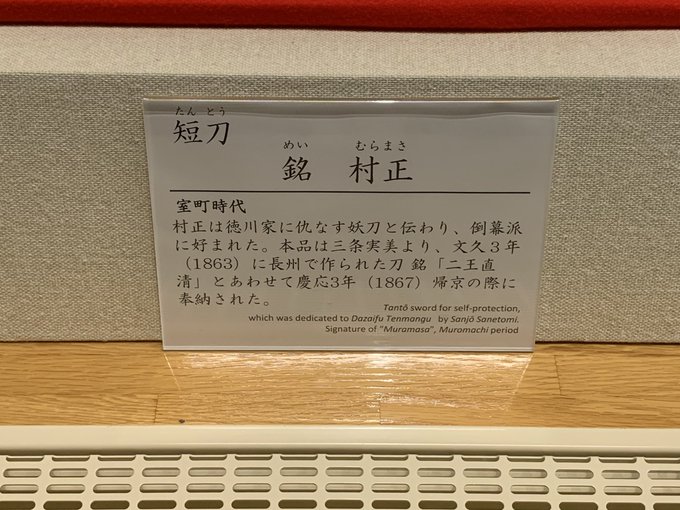 たん とう
短刀
めい むらまさ
銘 村正
室町時代
村正は徳川家に仇なす妖刀と伝わり、倒幕派
に好まれた。本品は三条実美より、文久３年
（1863）に長州で作られた刀 銘「二王直
清」とあわせて慶応3年（1867）帰京の際に
奉納された。
Tantō sword for self-protection,
which was dedicated to Dazaifu Tenmangu by Sanjō Sanetomi.
Signature of "Muramasa", Muromachi period